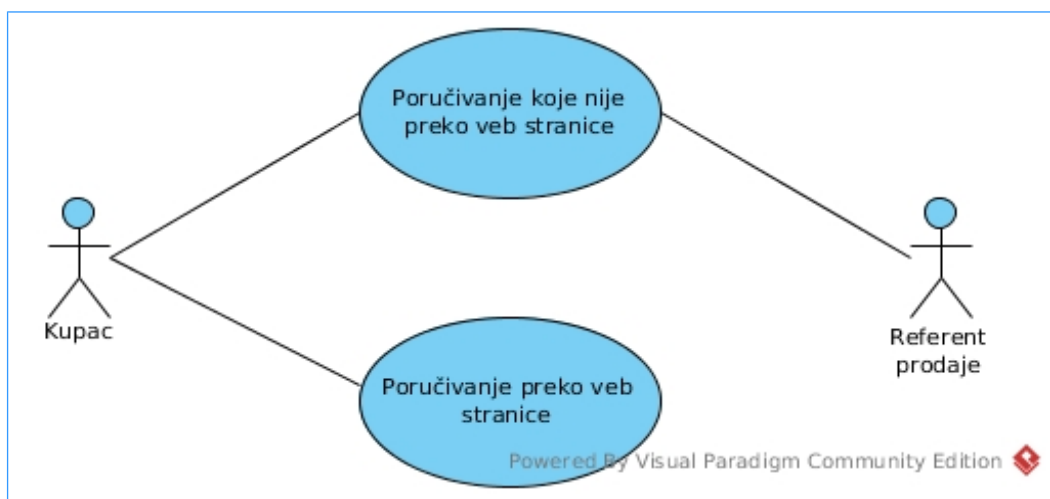 Poručivanje koje nije
preko veb stranice
Kupac
Referent
prodaje
Poručivanje preko veb
stranice
Powered By Visual Paradigm Community Edition